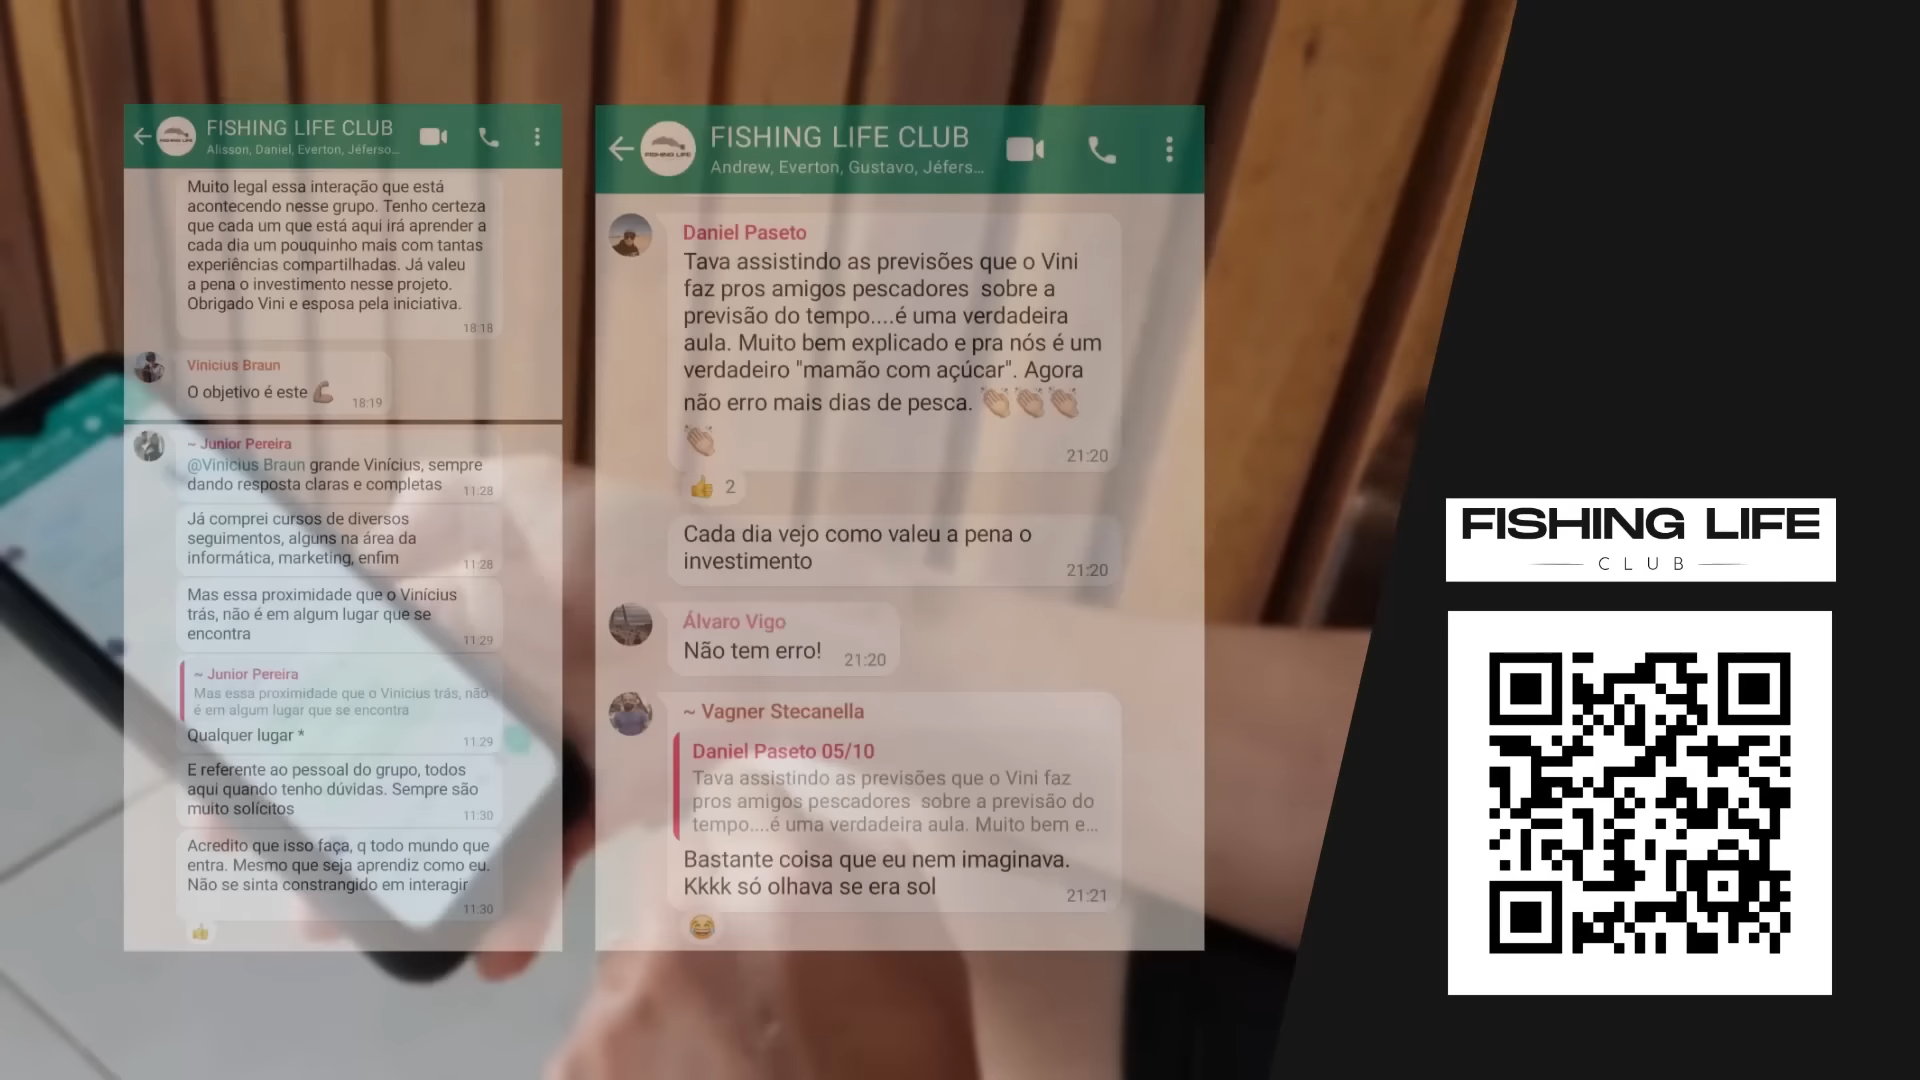 FISHING LIFE CLUB
Alisson, Daniel, Everton, Jéferso...
Muito legal essa interação que está
acontecendo nesse grupo. Tenho certeza
que cada um que está aqui irá aprender a
cada dia um pouquinho mais com tantas
experiências compartilhadas. Já valeu
a pena o investimento nesse projeto.
Obrigado Vini e esposa pela iniciativa.
18:18
Vinicius Braun
O objetivo é este 💪
18:19
~ Junior Pereira
@Vinicius Braun grande Vinícius, sempre
dando resposta claras e completas
11:28
Já comprei cursos de diversos
seguimentos, alguns na área da
informática, marketing, enfim
11:28
Mas essa proximidade que o Vinícius
trás, não é em algum lugar que se
encontra
11:29
~ Junior Pereira
Mas essa proximidade que o Vinicius trás, não
é em algum lugar que se encontra
Qualquer lugar *
11:29
E referente ao pessoal do grupo, todos
aqui quando tenho dúvidas. Sempre são
muito solícitos
11:30
Acredito que isso faça, q todo mundo que
entra. Mesmo que seja aprendiz como eu.
Não se sinta constrangido em interagir
11:30
👍
FISHING LIFE CLUB
Andrew, Everton, Gustavo, Jéfers...
Daniel Paseto
Tava assistindo as previsões que o Vini
faz pros amigos pescadores  sobre a
previsão do tempo....é uma verdadeira
aula. Muito bem explicado e pra nós é um
verdadeiro "mamão com açúcar". Agora
não erro mais dias de pesca. 👏👏👏
👏
21:20
👍 2
Cada dia vejo como valeu a pena o
investimento
21:20
Álvaro Vigo
Não tem erro!
21:20
~ Vagner Stecanella
Daniel Paseto 05/10
Tava assistindo as previsões que o Vini faz
pros amigos pescadores  sobre a previsão do
tempo....é uma verdadeira aula. Muito bem e...
Bastante coisa que eu nem imaginava.
Kkkk só olhava se era sol
21:21
😂
FISHING LIFE
CLUB